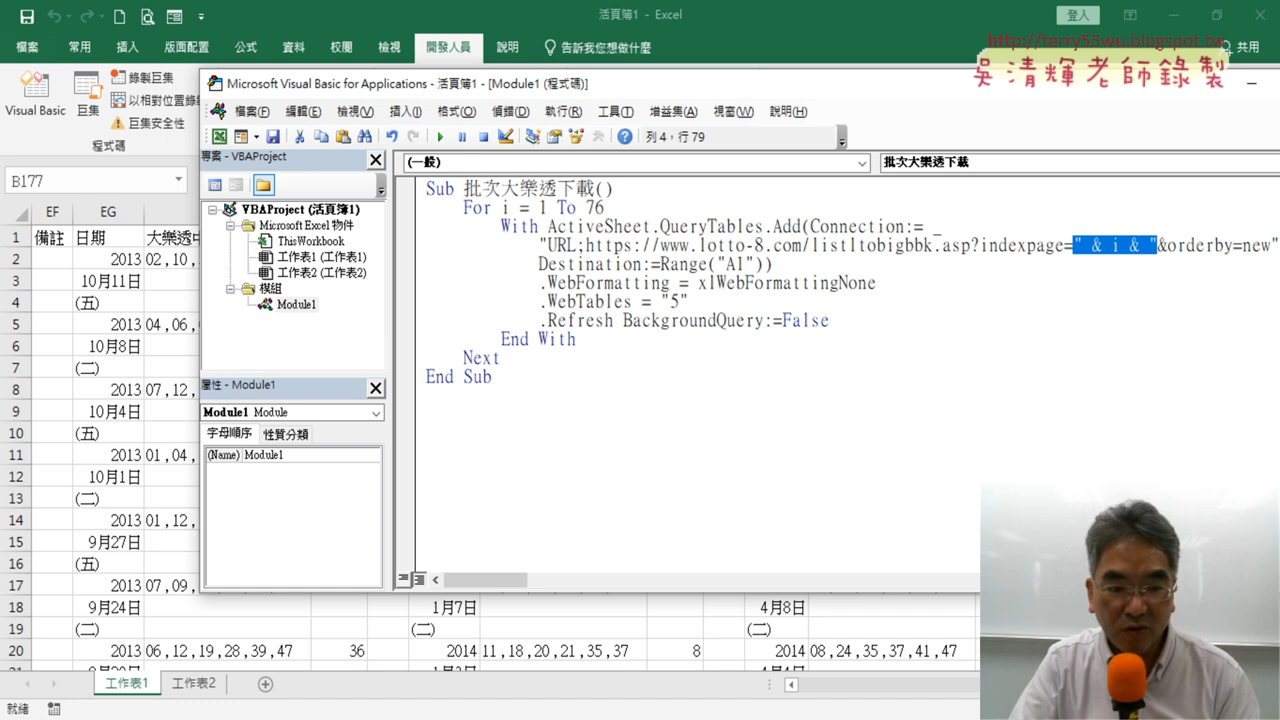 活頁簿1 - Excel
登入
檔案 常用 插入 版面配置 公式 資料 校閱 檢視 開發人員 說明 告訴我您想做什麼 共用
http://terry55wu.blogspot.tw
吳清輝老師錄製
Visual Basic 巨集 錄製巨集
以相對位置錄
巨集安全性
程式碼
Microsoft Visual Basic for Applications - 活頁簿1 - [Module1 (程式碼)]
檔案(F) 編輯(E) 檢視(V) 插入(I) 格式(O) 偵錯(D) 執行(R) 工具(T) 增益集(A) 視窗(W) 說明(H)
列 4，行 79
專案 - VBAProject
VBAProject (活頁簿1)
Microsoft Excel 物件
ThisWorkbook
工作表1 (工作表1)
工作表2 (工作表2)
模組
Module1
屬性 - Module1
Module1 Module
字母順序 性質分類
(Name) Module1
(一般) 批次大樂透下載
Sub 批次大樂透下載()
For i = 1 To 76
With ActiveSheet.QueryTables.Add(Connection:= _
"URL;https://www.lotto-8.com/listltobigbbk.asp?indexpage=" & i & "&orderby=new"
Destination:=Range("A1"))
.WebFormatting = xlWebFormattingNone
.WebTables = "5"
.Refresh BackgroundQuery:=False
End With
Next
End Sub
B177
EF EG
1 備註 日期 大樂透中
2 2013 02,10,
3 10月11日
4 (五)
5 2013 04,06,
6 10月8日
7 (二)
8 2013 07,12,
9 10月4日
10 (五)
11 2013 01,04,
12 10月1日
13 (二)
14 2013 01,12,
15 9月27日
16 (五)
17 2013 07,09,
18 9月24日 1月7日 4月8日
19 (二) (二) (二)
20 2013 06,12,19,28,39,47 36 2014 11,18,20,21,35,37 8 2014 08,24,35,37,41,47
工作表1 工作表2
就緒